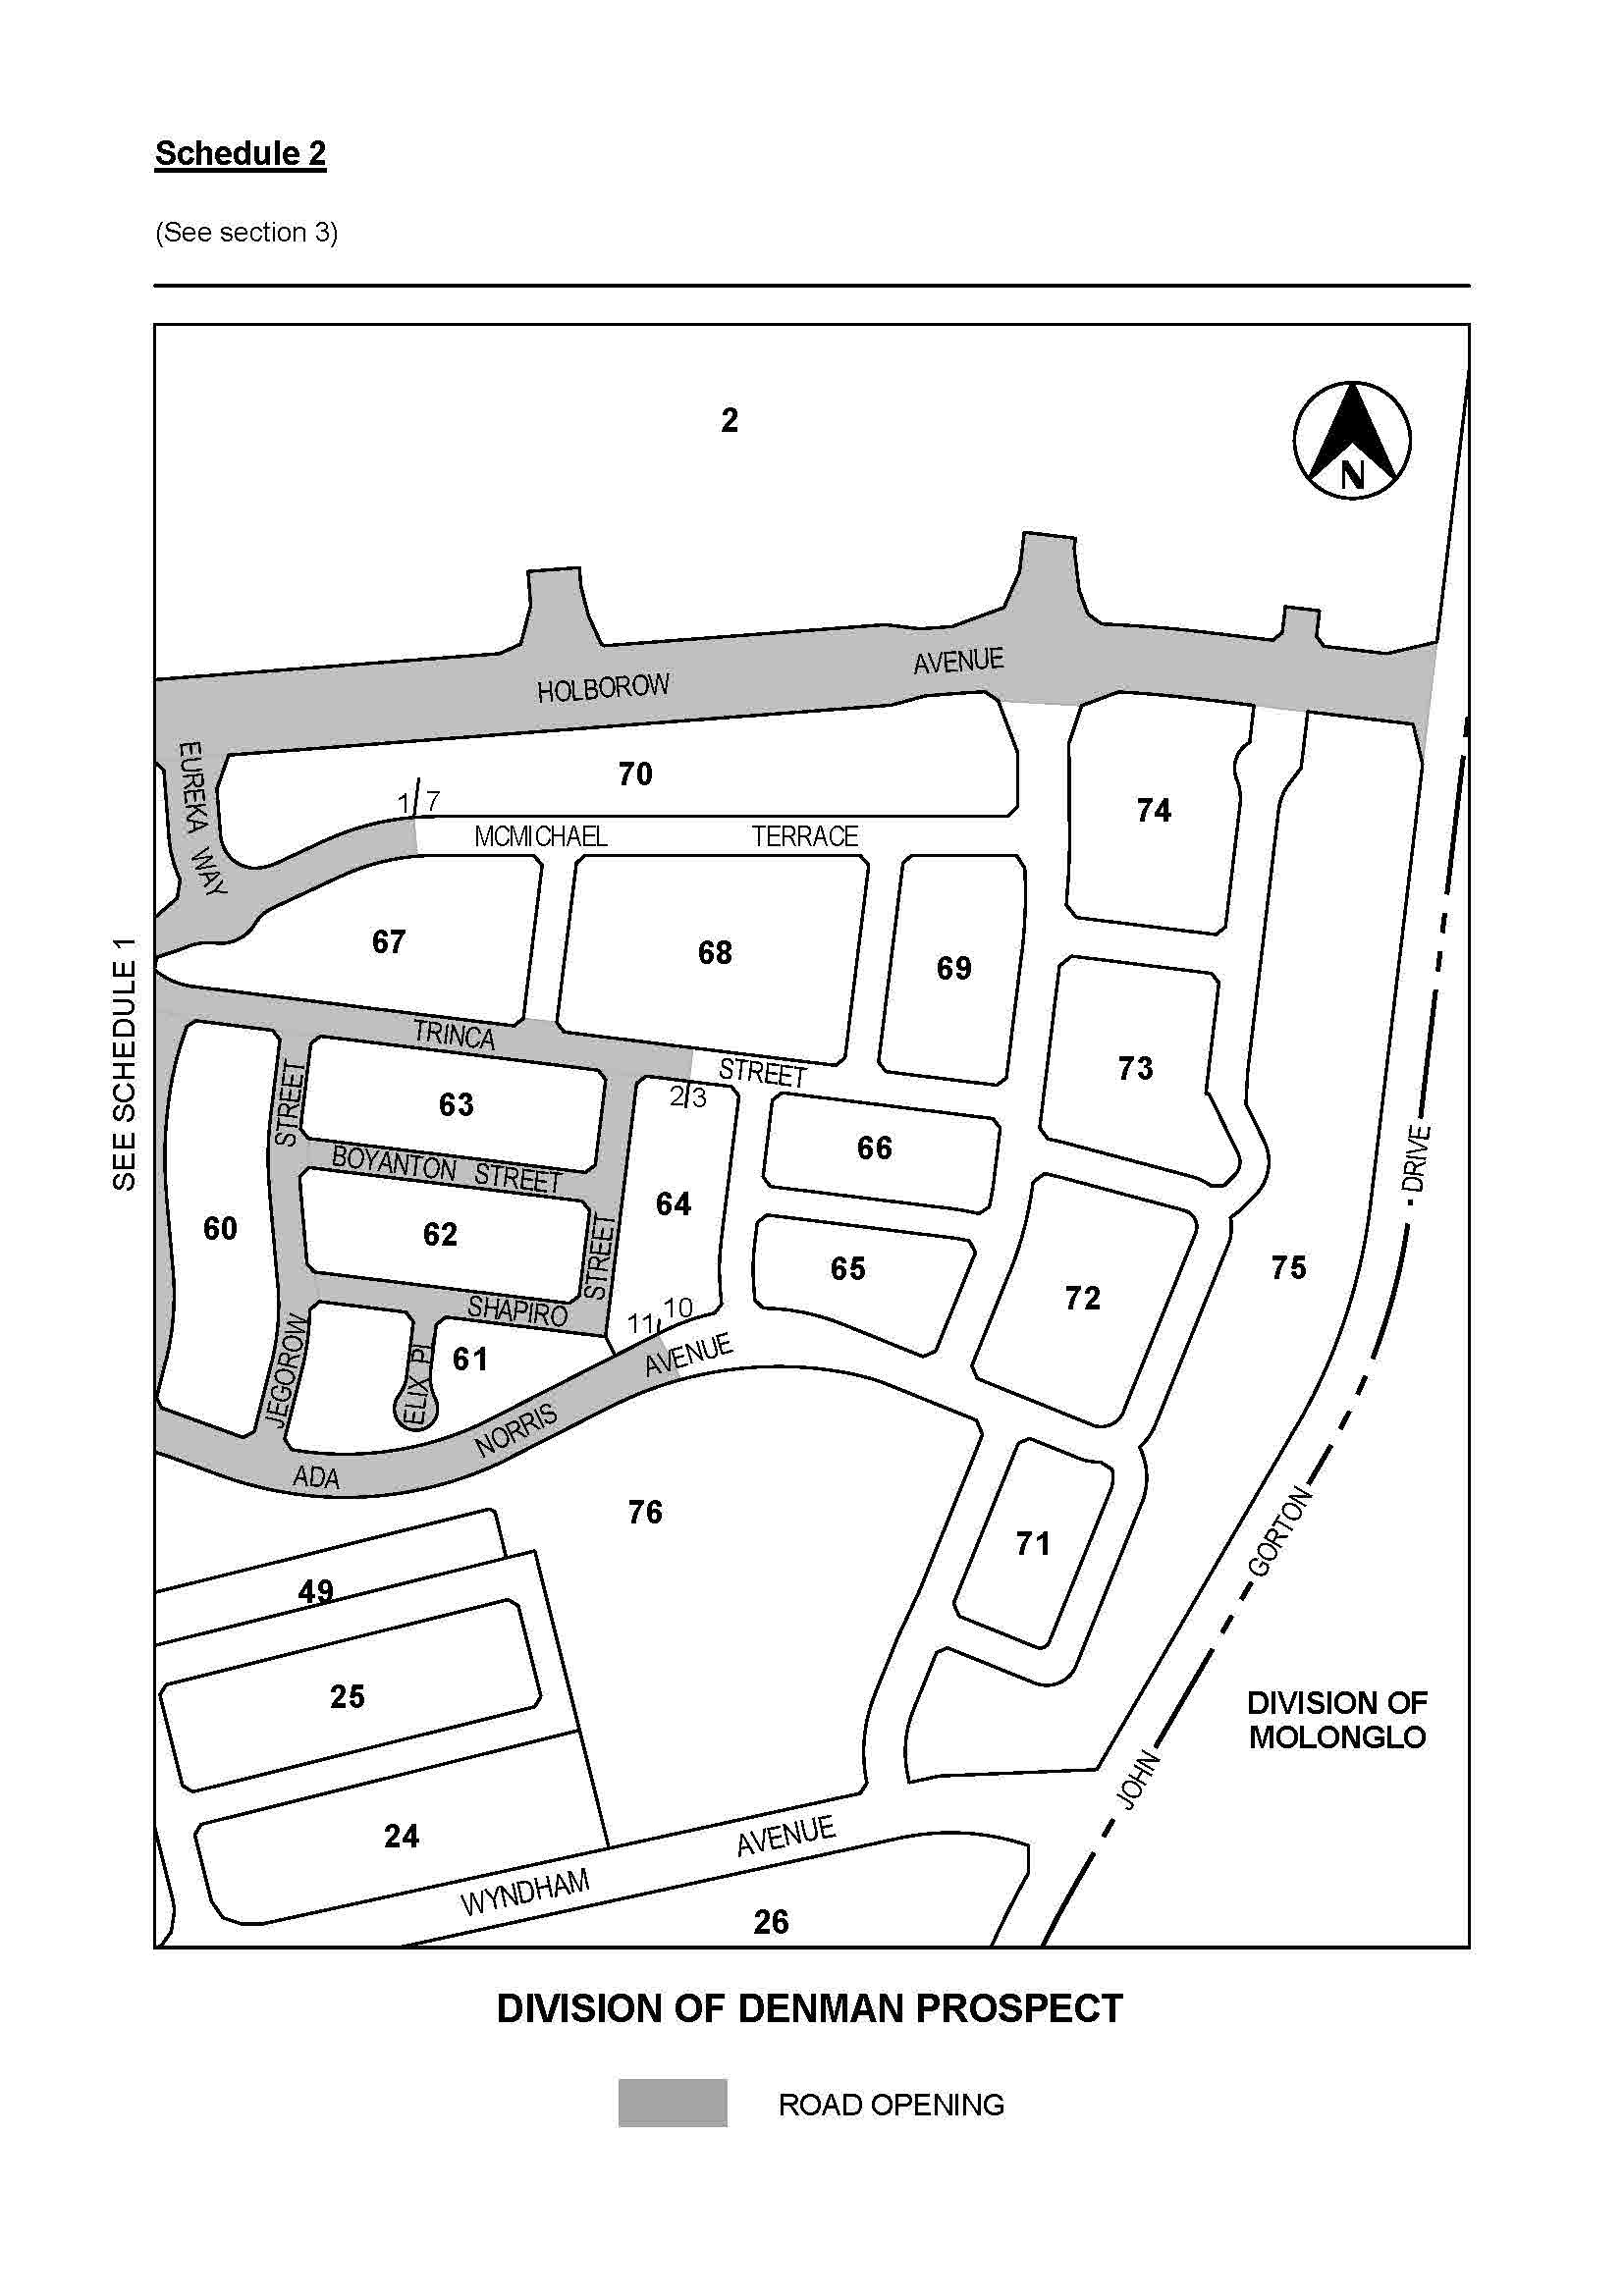 Schedule 2
(See section 3)
2
N
HOLBOROW AVENUE
EUREKA WAY
70
74
1/7
MCMICHAEL TERRACE
67
68
69
SEE SCHEDULE 1
TRINCA STREET
73
2/3
STREET
63
66
BOYANTON STREET
64
60
62
STREET
65
75
72
DRIVE
SHAPIRO
11/10
JEGOROW
ELIX Pl
61
ADA NORRIS AVENUE
76
71
GORTON
49
25
DIVISION OF
MOLONGLO
JOHN
24
WYNDHAM AVENUE
26
DIVISION OF DENMAN PROSPECT
ROAD OPENING